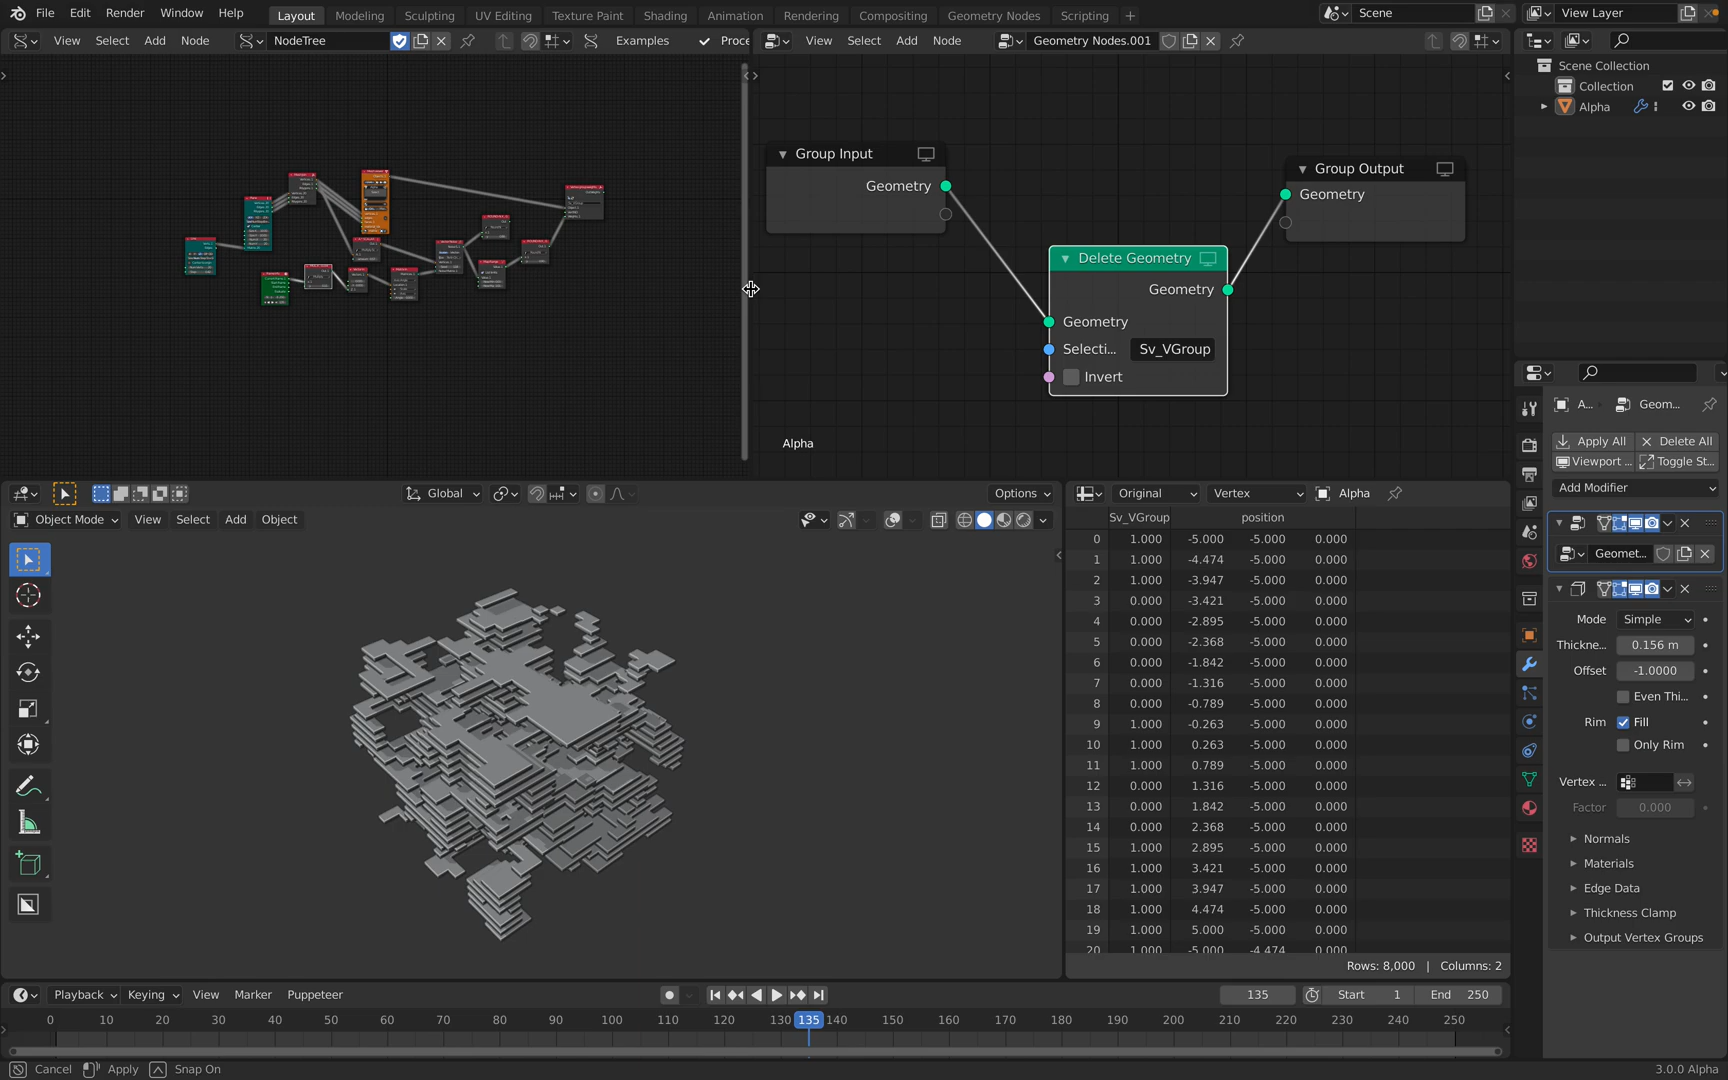 File Edit Render Window Help Layout Modeling Sculpting UV Editing Texture Paint Shading Animation Rendering Compositing Geometry Nodes Scripting + Scene View Layer
View Select Add Node NodeTree Examples Proce
View Select Add Node Geometry Nodes.001
Scene Collection
Collection
Alpha
Group Input
Geometry
Group Output
Geometry
Delete Geometry
Geometry
Geometry
Selecti... Sv_VGroup
Invert
Alpha
Global Options
Object Mode View Select Add Object
Original Vertex Alpha
Sv_VGroup position
0 1.000 -5.000 -5.000 0.000
1 1.000 -4.474 -5.000 0.000
2 1.000 -3.947 -5.000 0.000
3 0.000 -3.421 -5.000 0.000
4 0.000 -2.895 -5.000 0.000
5 0.000 -2.368 -5.000 0.000
6 0.000 -1.842 -5.000 0.000
7 0.000 -1.316 -5.000 0.000
8 0.000 -0.789 -5.000 0.000
9 1.000 -0.263 -5.000 0.000
10 1.000 0.263 -5.000 0.000
11 1.000 0.789 -5.000 0.000
12 0.000 1.316 -5.000 0.000
13 0.000 1.842 -5.000 0.000
14 0.000 2.368 -5.000 0.000
15 1.000 2.895 -5.000 0.000
16 1.000 3.421 -5.000 0.000
17 1.000 3.947 -5.000 0.000
18 1.000 4.474 -5.000 0.000
19 1.000 5.000 -5.000 0.000
20 1.000 -5.000 -4.474 0.000
Rows: 8,000 | Columns: 2
A... Geom...
Apply All Delete All
Viewport ... Toggle St...
Add Modifier
Geomet...
Mode Simple
Thickne... 0.156 m
Offset -1.0000
Even Thi...
Rim Fill
Only Rim
Vertex ...
Factor 0.000
Normals
Materials
Edge Data
Thickness Clamp
Output Vertex Groups
Playback Keying View Marker Puppeteer 135 Start 1 End 250
0 10 20 30 40 50 60 70 80 90 100 110 120 130 135 140 150 160 170 180 190 200 210 220 230 240 250
Cancel Apply Snap On 3.0.0 Alpha